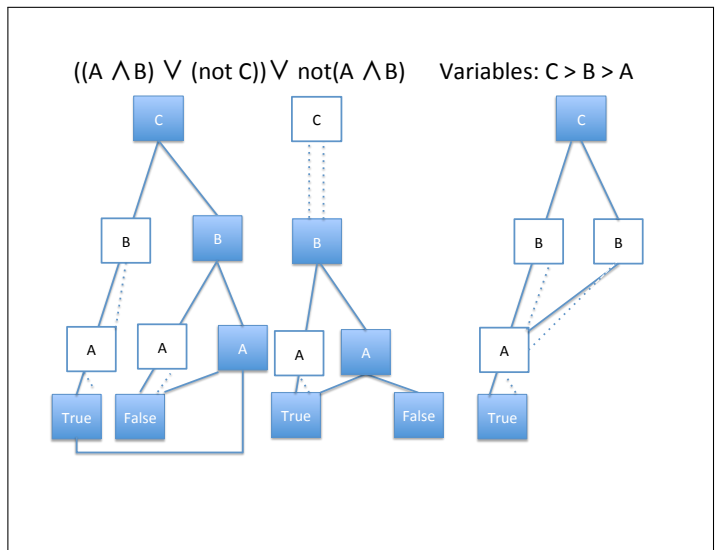 ((A ∧ B) ∨ (not C)) ∨ not(A ∧ B) Variables: C > B > A
C C C
B B B B B
A A A A A A
True False True False True